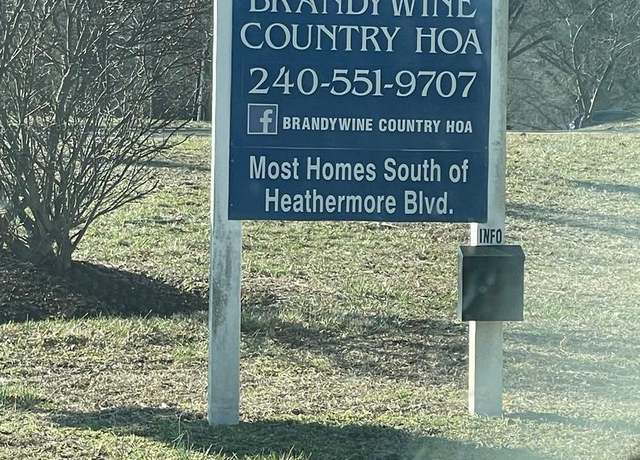 BRANDYWINE
COUNTRY HOA
240-551-9707
f BRANDYWINE COUNTRY HOA
Most Homes South of
Heathermore Blvd.
INFO